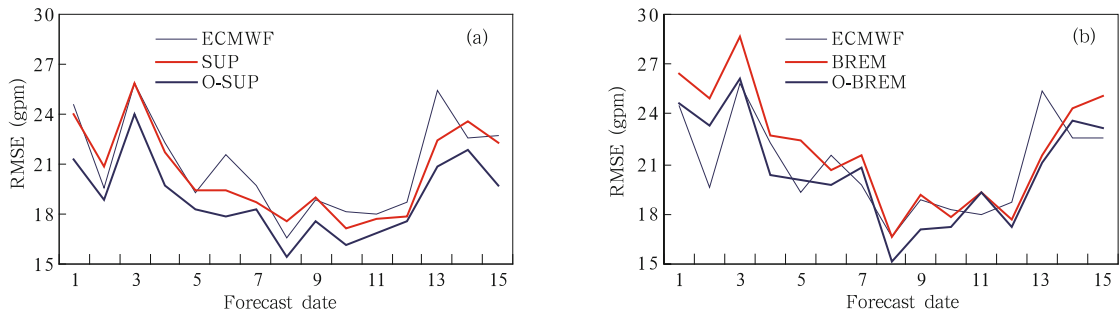 30
27
24
21
18
15
RMSE (gpm)
ECMWF
SUP
O-SUP
(a)
1 3 5 7 9 11 13 15
Forecast date
30
27
24
21
18
15
RMSE (gpm)
ECMWF
BREM
O-BREM
(b)
1 3 5 7 9 11 13 15
Forecast date